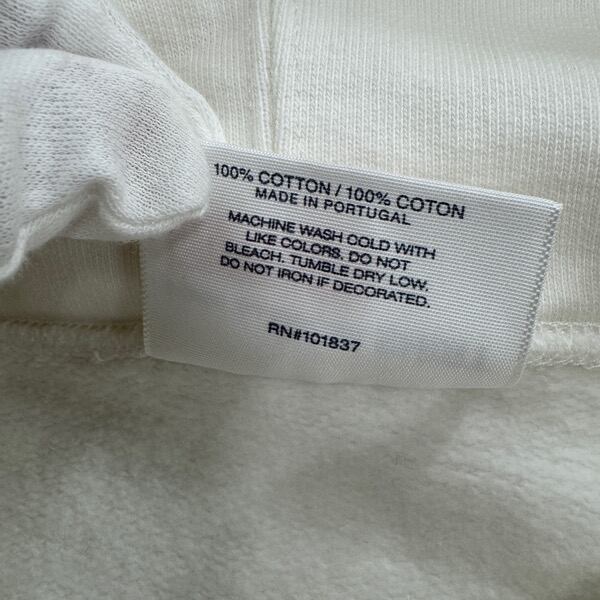 100% COTTON / 100% COTON
MADE IN PORTUGAL
MACHINE WASH COLD WITH
LIKE COLORS. DO NOT
BLEACH. TUMBLE DRY LOW.
DO NOT IRON IF DECORATED.
RN#101837